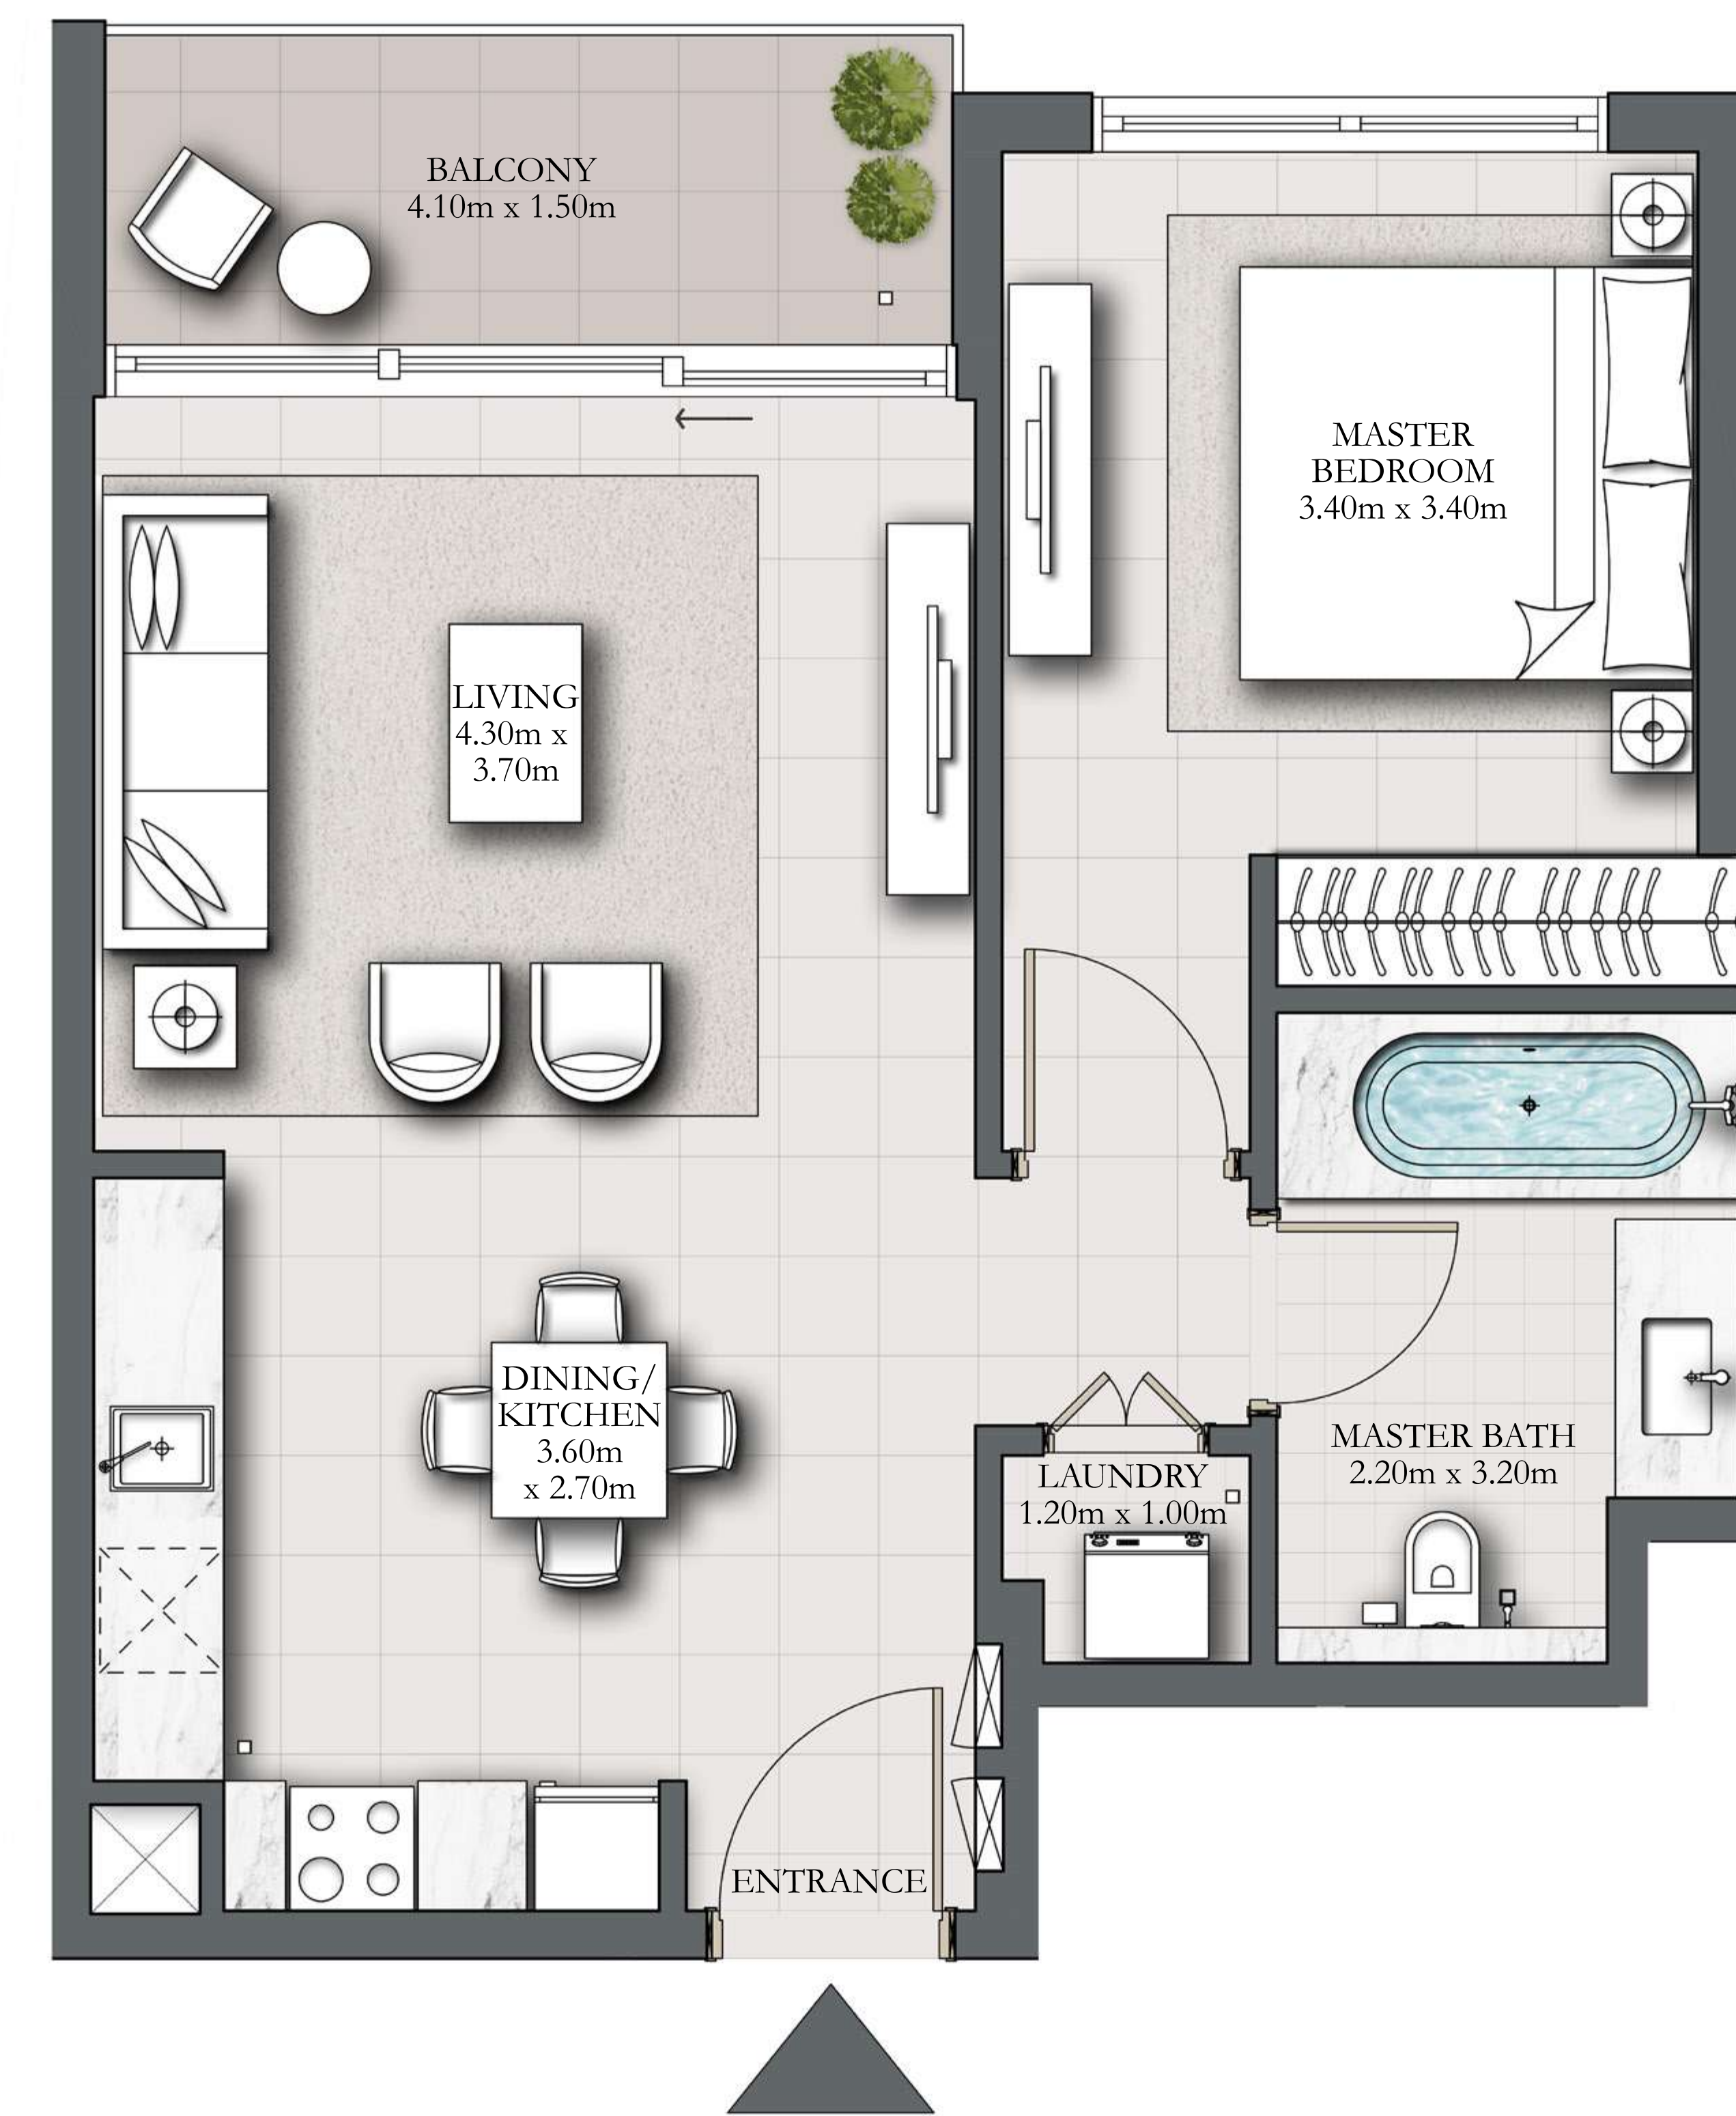 BALCONY
4.10m x 1.50m
MASTER
BEDROOM
3.40m x 3.40m
LIVING
4.30m x
3.70m
DINING/
KITCHEN
3.60m
x 2.70m
MASTER BATH
2.20m x 3.20m
LAUNDRY
1.20m x 1.00m
ENTRANCE